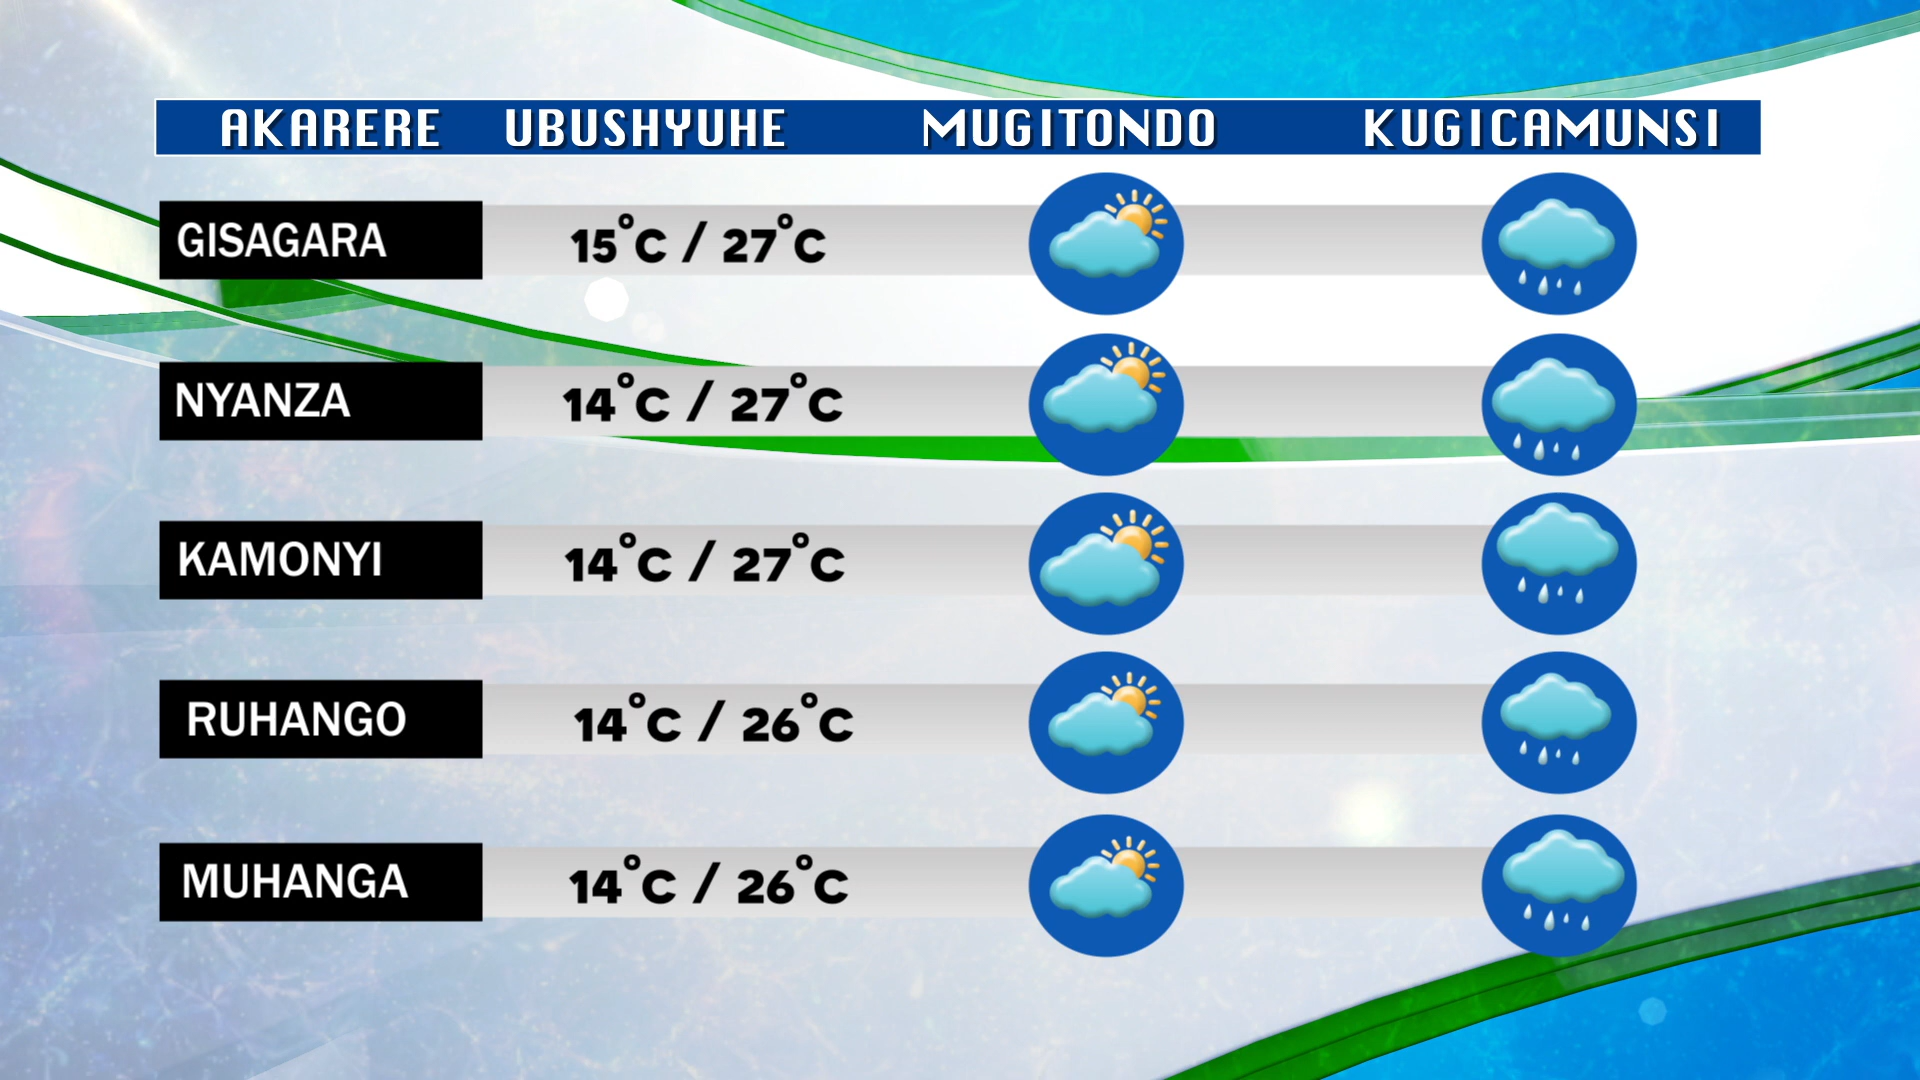 AKARERE UBUSHYUHE MUGITONDO KUGICAMUNSI
GISAGARA 15°C / 27°C
NYANZA 14°C / 27°C
KAMONYI 14°C / 27°C
RUHANGO 14°C / 26°C
MUHANGA 14°C / 26°C